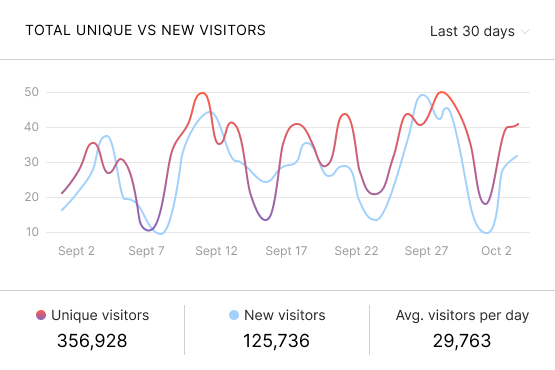 TOTAL UNIQUE VS NEW VISITORS
Last 30 days
50
40
30
20
10
Sept 2 Sept 7 Sept 12 Sept 17 Sept 22 Sept 27 Oct 2
Unique visitors
356,928
New visitors
125,736
Avg. visitors per day
29,763